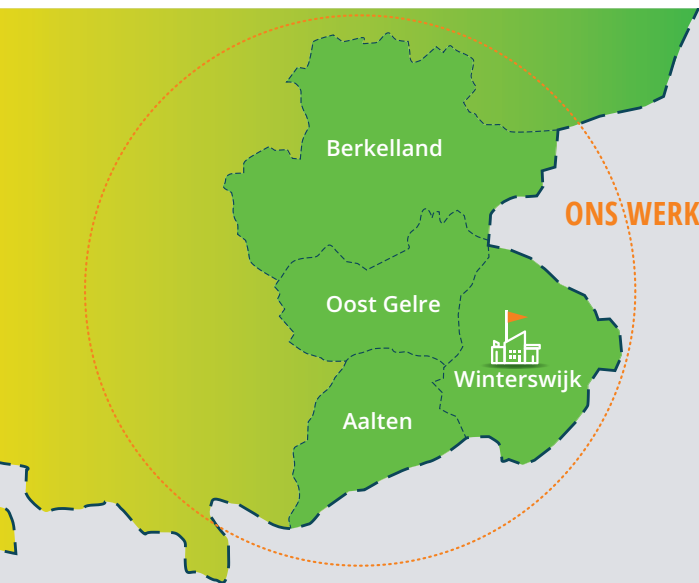 Berkelland
ONS WERK
Oost Gelre
Winterswijk
Aalten